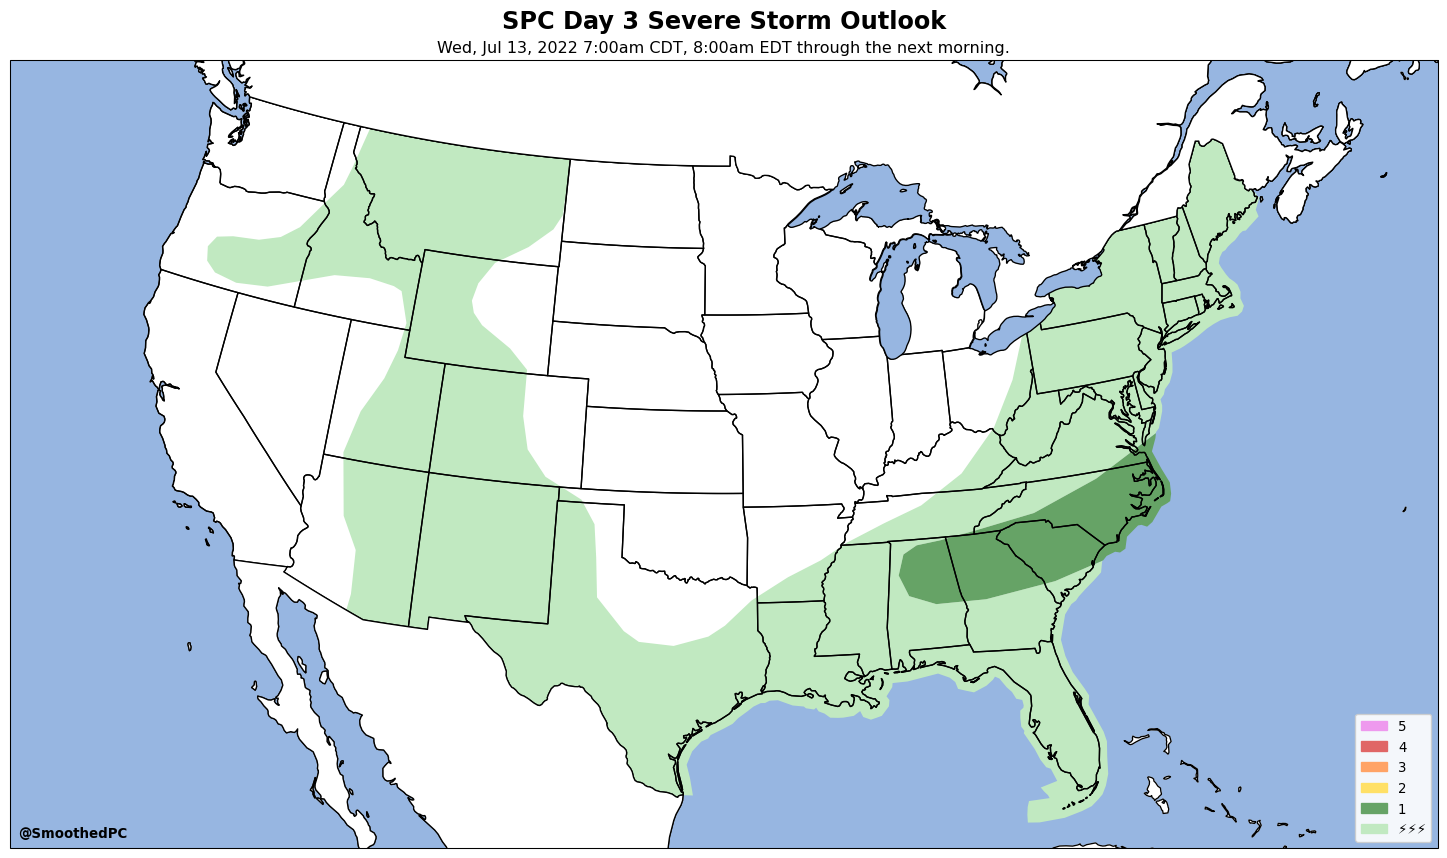 SPC Day 3 Severe Storm Outlook
Wed, Jul 13, 2022 7:00am CDT, 8:00am EDT through the next morning.
5
4
3
2
1
⚡⚡⚡
@SmoothedPC